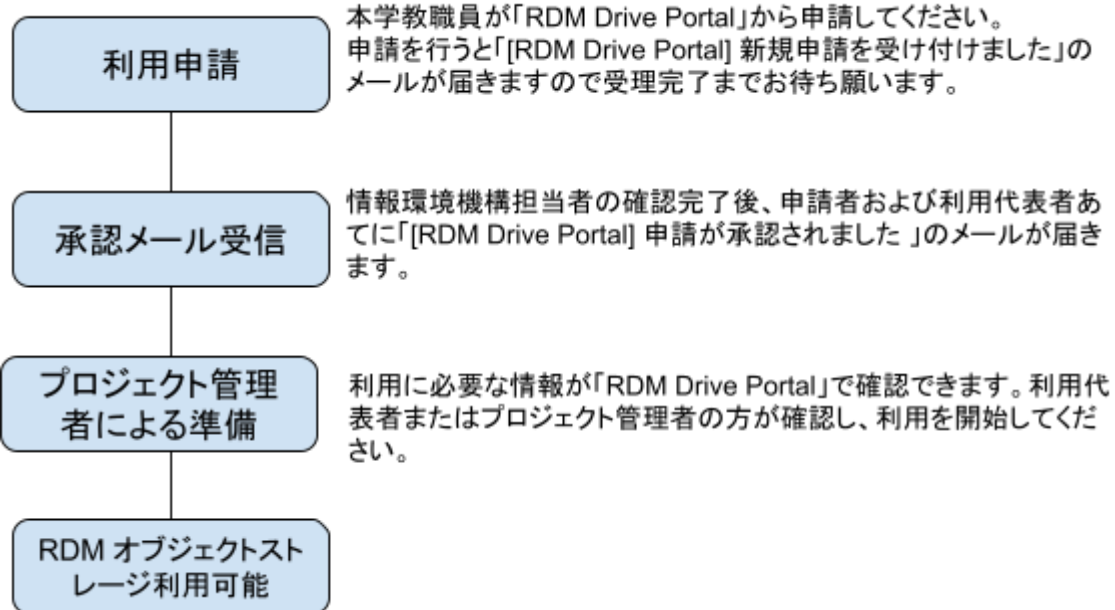 利用申請
本学教職員が「RDM Drive Portal」から申請してください。
申請を行うと「[RDM Drive Portal] 新規申請を受け付けました」の
メールが届きますので受理完了までお待ち願います。
承認メール受信
情報環境機構担当者の確認完了後、申請者および利用代表者あ
てに「[RDM Drive Portal] 申請が承認されました 」のメールが届き
ます。
プロジェクト管理
者による準備
利用に必要な情報が「RDM Drive Portal」で確認できます。利用代
表者またはプロジェクト管理者の方が確認し、利用を開始してくだ
さい。
RDM オブジェクトスト
レージ利用可能